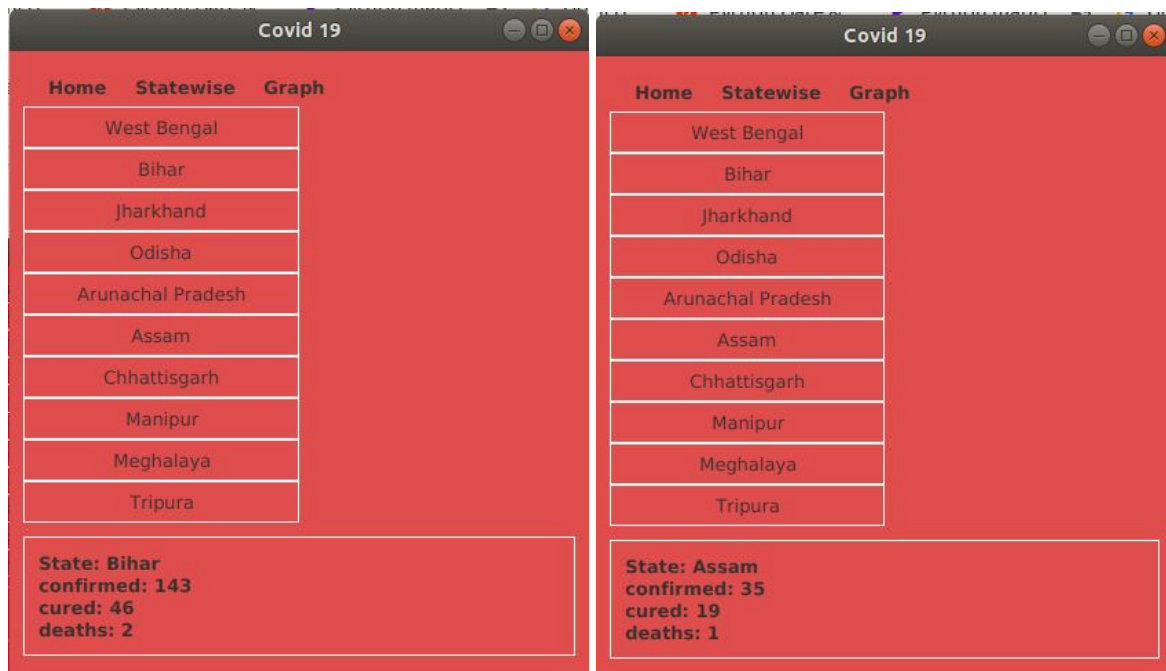 Covid 19
Home Statewise Graph
West Bengal
Bihar
Jharkhand
Odisha
Arunachal Pradesh
Assam
Chhattisgarh
Manipur
Meghalaya
Tripura
State: Bihar
confirmed: 143
cured: 46
deaths: 2
Covid 19
Home Statewise Graph
West Bengal
Bihar
Jharkhand
Odisha
Arunachal Pradesh
Assam
Chhattisgarh
Manipur
Meghalaya
Tripura
State: Assam
confirmed: 35
cured: 19
deaths: 1